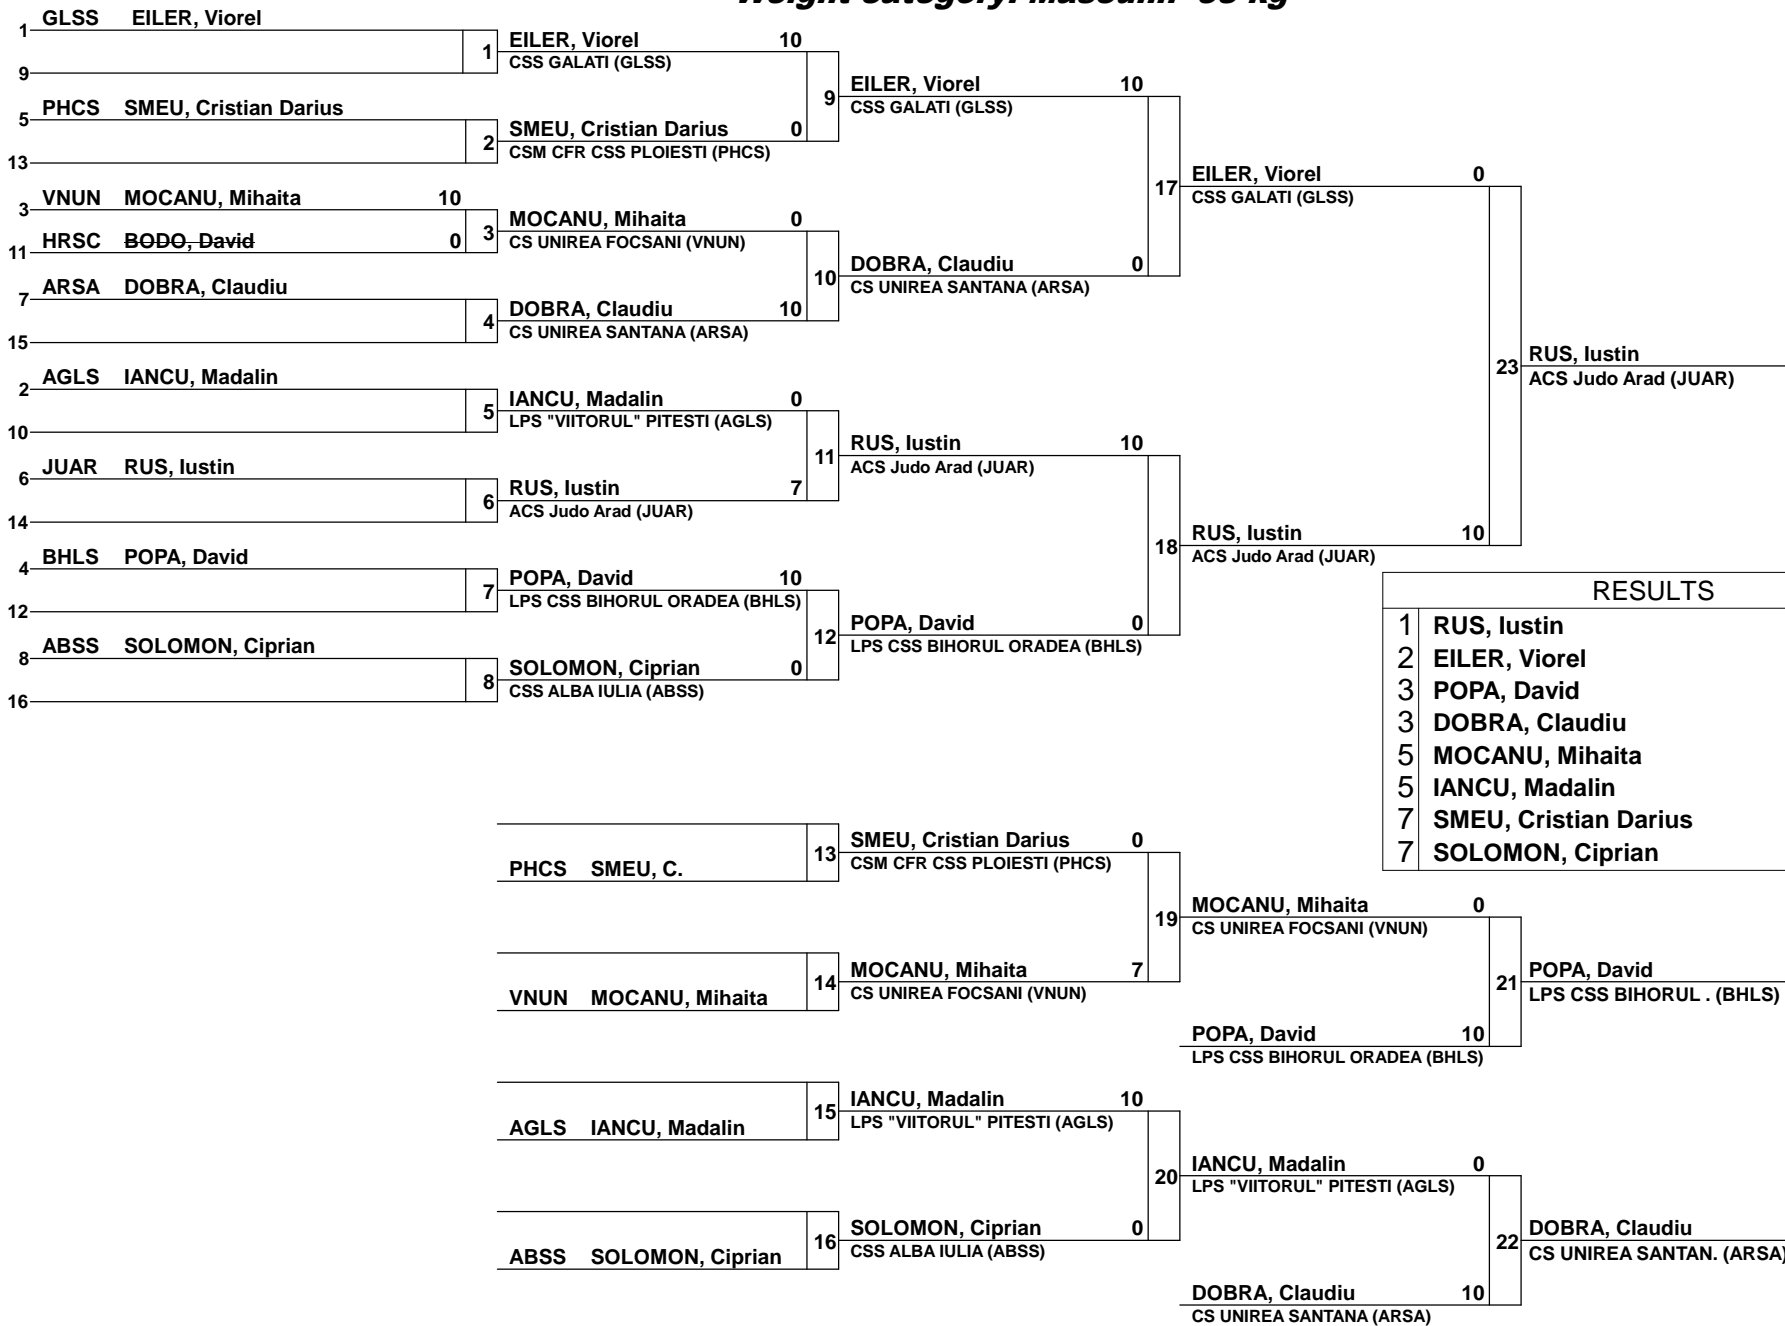 1 GLSS EILER, Viorel
9
1
5 PHCS SMEU, Cristian Darius
13
2
3 VNUN MOCANU, Mihaita 10
11 HRSC BODO, David 0
3
7 ARSA DOBRA, Claudiu
15
4
2 AGLS IANCU, Madalin
10
5
6 JUAR RUS, Iustin
14
6
4 BHLS POPA, David
12
7
8 ABSS SOLOMON, Ciprian
16
8
EILER, Viorel 10
CSS GALATI (GLSS)
9
SMEU, Cristian Darius 0
CSM CFR CSS PLOIESTI (PHCS)
MOCANU, Mihaita 0
CS UNIREA FOCSANI (VNUN)
10
DOBRA, Claudiu 10
CS UNIREA SANTANA (ARSA)
IANCU, Madalin 0
LPS "VIITORUL" PITESTI (AGLS)
11
RUS, Iustin 7
ACS Judo Arad (JUAR)
POPA, David 10
LPS CSS BIHORUL ORADEA (BHLS)
12
SOLOMON, Ciprian 0
CSS ALBA IULIA (ABSS)
EILER, Viorel 10
CSS GALATI (GLSS)
17
DOBRA, Claudiu 0
CS UNIREA SANTANA (ARSA)
RUS, Iustin 10
ACS Judo Arad (JUAR)
18
POPA, David 0
LPS CSS BIHORUL ORADEA (BHLS)
EILER, Viorel 0
CSS GALATI (GLSS)
23
RUS, Iustin 10
ACS Judo Arad (JUAR)
RUS, Iustin
ACS Judo Arad (JUAR)
RESULTS
1 RUS, Iustin
2 EILER, Viorel
3 POPA, David
3 DOBRA, Claudiu
5 MOCANU, Mihaita
5 IANCU, Madalin
7 SMEU, Cristian Darius
7 SOLOMON, Ciprian
PHCS SMEU, C.
13
VNUN MOCANU, Mihaita
14
AGLS IANCU, Madalin
15
ABSS SOLOMON, Ciprian
16
SMEU, Cristian Darius 0
CSM CFR CSS PLOIESTI (PHCS)
19
MOCANU, Mihaita 7
CS UNIREA FOCSANI (VNUN)
IANCU, Madalin 10
LPS "VIITORUL" PITESTI (AGLS)
20
SOLOMON, Ciprian 0
CSS ALBA IULIA (ABSS)
MOCANU, Mihaita 0
CS UNIREA FOCSANI (VNUN)
21
POPA, David 10
LPS CSS BIHORUL ORADEA (BHLS)
POPA, David
LPS CSS BIHORUL . (BHLS)
IANCU, Madalin 0
LPS "VIITORUL" PITESTI (AGLS)
22
DOBRA, Claudiu 10
CS UNIREA SANTANA (ARSA)
DOBRA, Claudiu
CS UNIREA SANTAN. (ARSA)